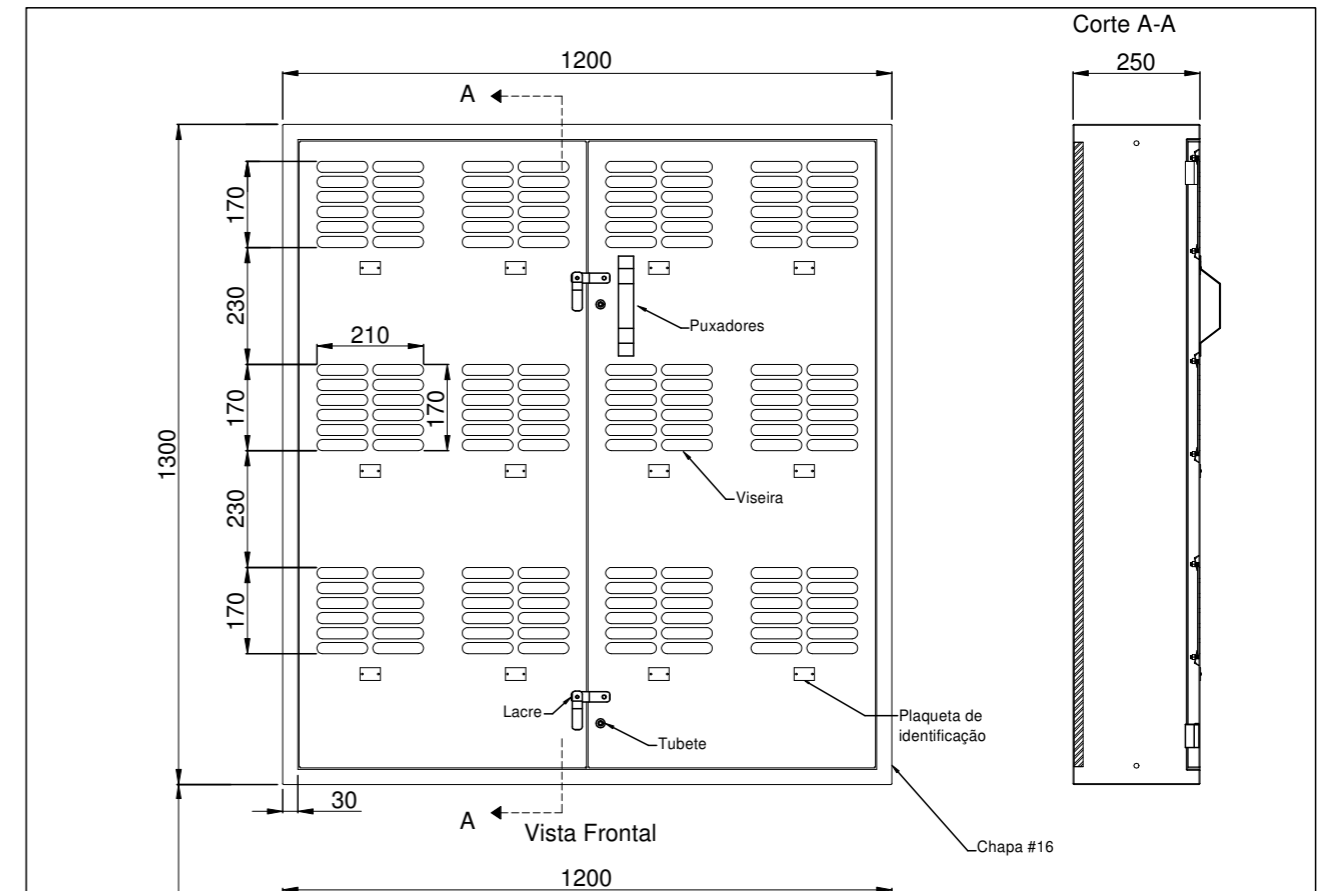 Corte A-A
1200
250
A
170
230
Puxadores
210
170
170
1300
Viseira
230
170
Lacre
Plaqueta de
identificação
Tubete
30
A
Vista Frontal
Chapa #16
1200